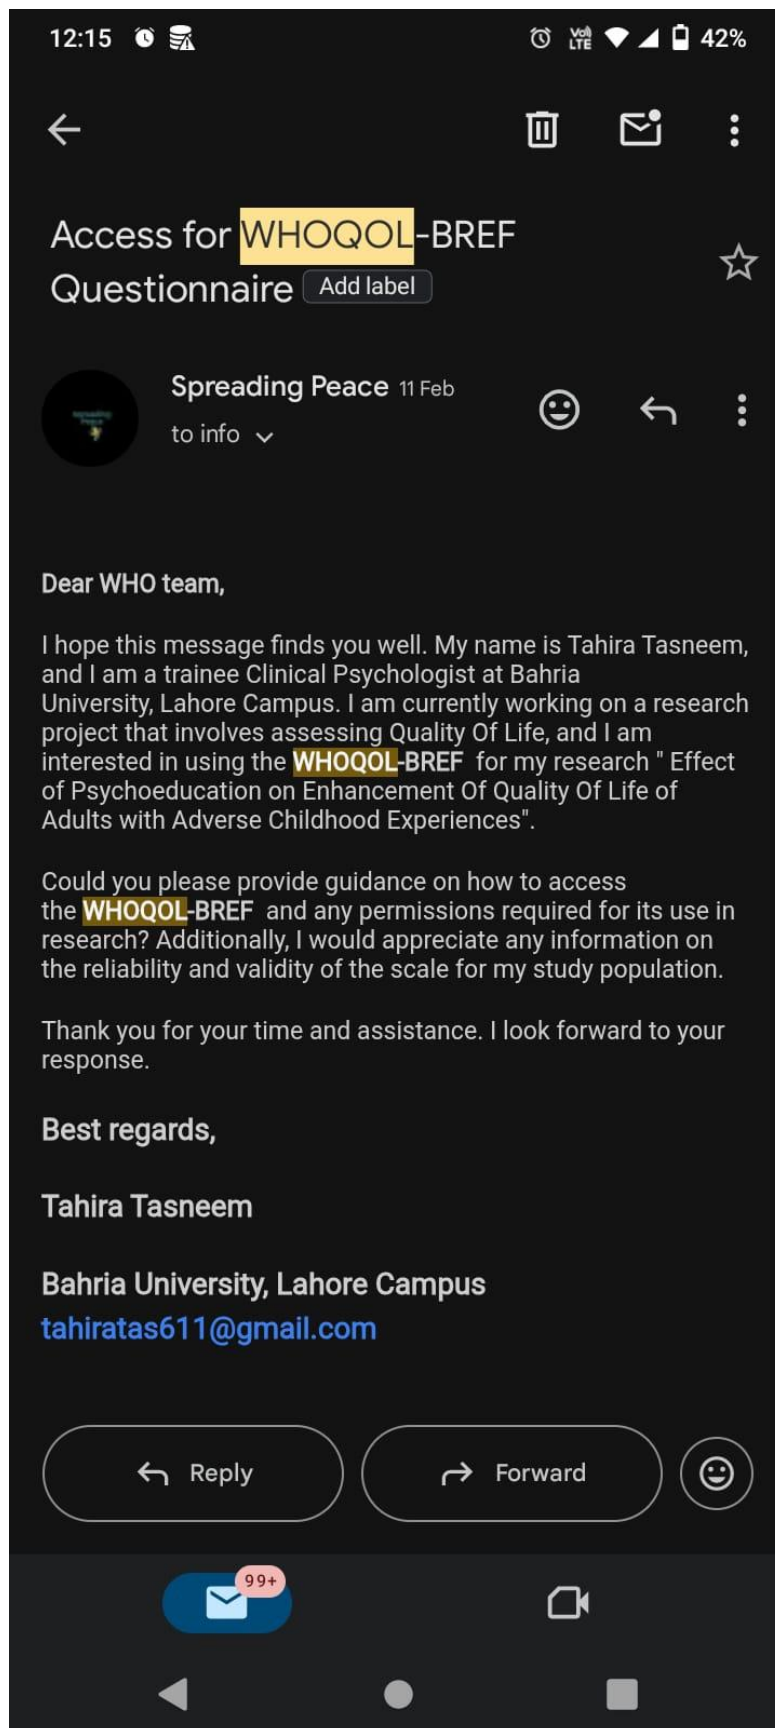 12:15
Vo)) LTE
42%
Access for WHOQOL-BREF
Questionnaire Add label
Spreading Peace 11 Feb
to info
Spreading
Peace
Dear WHO team,
I hope this message finds you well. My name is Tahira Tasneem,
and I am a trainee Clinical Psychologist at Bahria
University, Lahore Campus. I am currently working on a research
project that involves assessing Quality Of Life, and I am
interested in using the WHOQOL-BREF for my research " Effect
of Psychoeducation on Enhancement Of Quality Of Life of
Adults with Adverse Childhood Experiences".
Could you please provide guidance on how to access
the WHOQOL-BREF and any permissions required for its use in
research? Additionally, I would appreciate any information on
the reliability and validity of the scale for my study population.
Thank you for your time and assistance. I look forward to your
response.
Best regards,
Tahira Tasneem
Bahria University, Lahore Campus
tahiratas611@gmail.com
Reply
Forward
99+